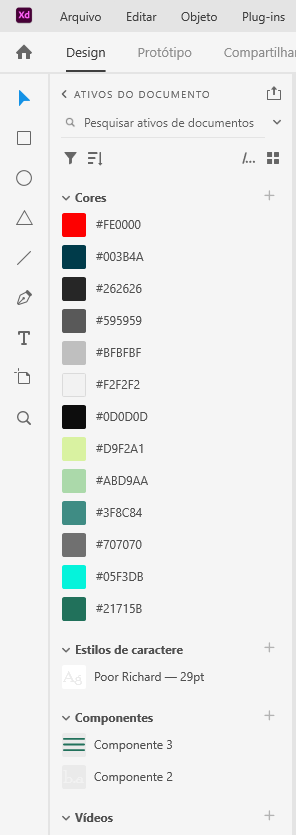 Xd Arquivo Editar Objeto Plug-ins
Design Protótipo Compartilhar
ATIVOS DO DOCUMENTO
Pesquisar ativos de documentos
/...
Cores
#FE0000
#003B4A
#262626
#595959
#BFBFBF
#F2F2F2
#0D0D0D
#D9F2A1
#ABD9AA
#3F8C84
#707070
#05F3DB
#21715B
Estilos de caractere
Ag Poor Richard — 29pt
Componentes
Componente 3
Componente 2
Vídeos